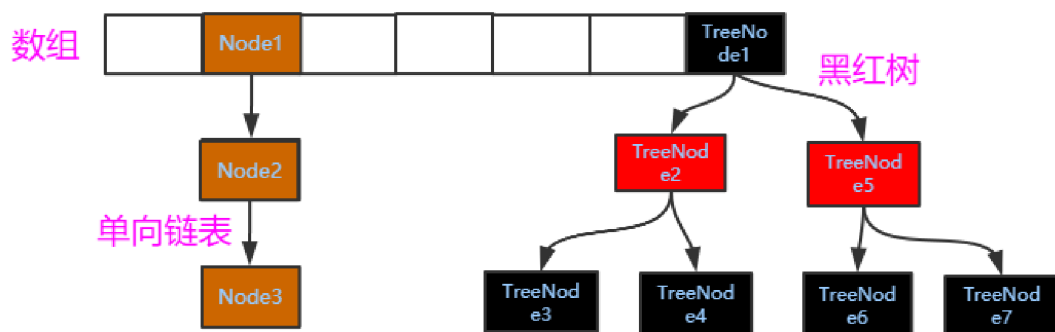 数组
Node1
TreeNo
de1
黑红树
Node2
TreeNod
e2
TreeNod
e5
单向链表
Node3
TreeNod
e3
TreeNod
e4
TreeNod
e6
TreeNod
e7